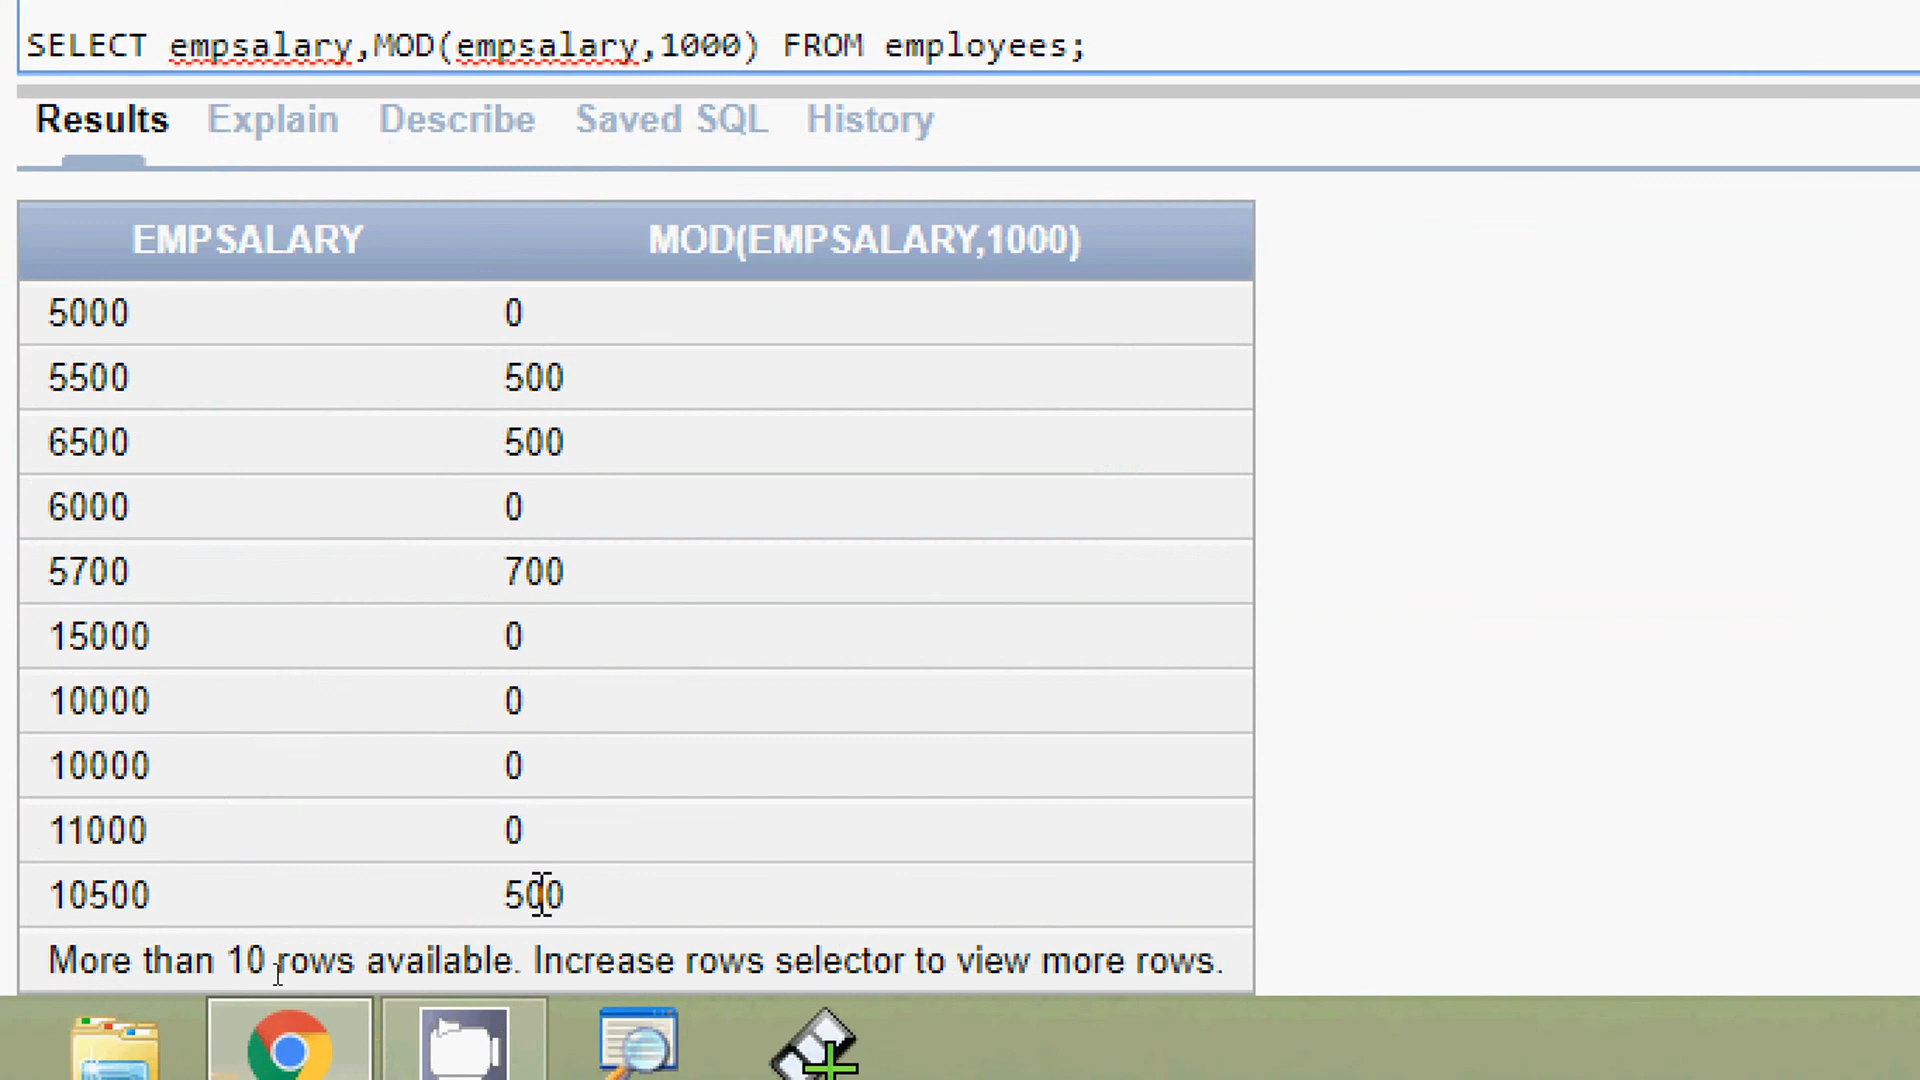 SELECT empsalary,MOD(empsalary,1000) FROM employees;
Results Explain Describe Saved SQL History
EMPSALARY MOD(EMPSALARY,1000)
5000 0
5500 500
6500 500
6000 0
5700 700
15000 0
10000 0
10000 0
11000 0
10500 500
More than 10 rows available. Increase rows selector to view more rows.